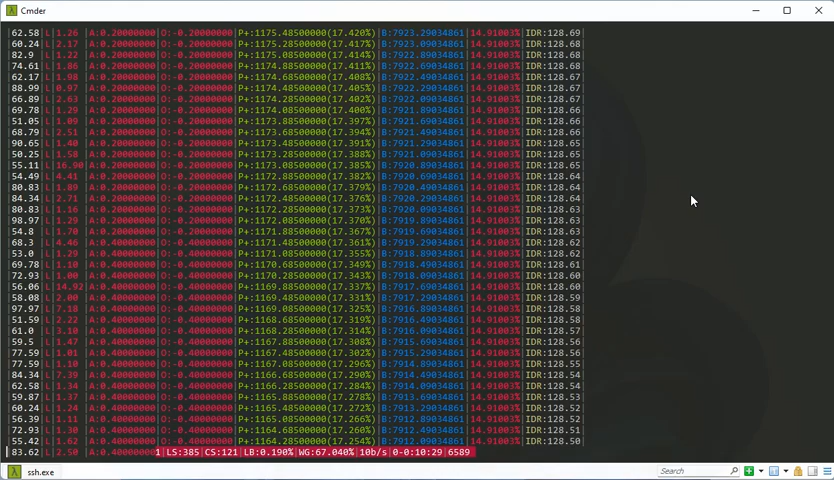 Cmder
|62.58|L|1.26 |A:0.20000000|O:-0.20000000|P+:1175.48500000(17.420%)|B:7923.29034861|14.91003%|IDR:128.69|
|60.24|L|2.17 |A:0.20000000|O:-0.20000000|P+:1175.28500000(17.417%)|B:7923.09034861|14.91003%|IDR:128.68|
|82.9 |L|1.22 |A:0.20000000|O:-0.20000000|P+:1175.08500000(17.414%)|B:7922.89034861|14.91003%|IDR:128.68|
|74.61|L|1.86 |A:0.20000000|O:-0.20000000|P+:1174.88500000(17.411%)|B:7922.69034861|14.91003%|IDR:128.68|
|62.17|L|1.98 |A:0.20000000|O:-0.20000000|P+:1174.68500000(17.408%)|B:7922.49034861|14.91003%|IDR:128.67|
|88.99|L|0.97 |A:0.20000000|O:-0.20000000|P+:1174.48500000(17.405%)|B:7922.29034861|14.91003%|IDR:128.67|
|66.89|L|2.63 |A:0.20000000|O:-0.20000000|P+:1174.28500000(17.402%)|B:7922.09034861|14.91003%|IDR:128.67|
|69.78|L|1.29 |A:0.20000000|O:-0.20000000|P+:1174.08500000(17.400%)|B:7921.89034861|14.91003%|IDR:128.66|
|51.05|L|1.09 |A:0.20000000|O:-0.20000000|P+:1173.88500000(17.397%)|B:7921.69034861|14.91003%|IDR:128.66|
|68.79|L|2.51 |A:0.20000000|O:-0.20000000|P+:1173.68500000(17.394%)|B:7921.49034861|14.91003%|IDR:128.66|
|90.65|L|1.40 |A:0.20000000|O:-0.20000000|P+:1173.48500000(17.391%)|B:7921.29034861|14.91003%|IDR:128.65|
|50.25|L|1.58 |A:0.20000000|O:-0.20000000|P+:1173.28500000(17.388%)|B:7921.09034861|14.91003%|IDR:128.65|
|55.11|L|16.90|A:0.20000000|O:-0.20000000|P+:1173.08500000(17.385%)|B:7920.89034861|14.91003%|IDR:128.65|
|54.49|L|4.41 |A:0.20000000|O:-0.20000000|P+:1172.88500000(17.382%)|B:7920.69034861|14.91003%|IDR:128.64|
|80.83|L|1.89 |A:0.20000000|O:-0.20000000|P+:1172.68500000(17.379%)|B:7920.49034861|14.91003%|IDR:128.64|
|84.34|L|2.71 |A:0.20000000|O:-0.20000000|P+:1172.48500000(17.376%)|B:7920.29034861|14.91003%|IDR:128.64|
|80.83|L|1.16 |A:0.20000000|O:-0.20000000|P+:1172.28500000(17.373%)|B:7920.09034861|14.91003%|IDR:128.63|
|98.97|L|1.29 |A:0.20000000|O:-0.20000000|P+:1172.08500000(17.370%)|B:7919.89034861|14.91003%|IDR:128.63|
|54.8 |L|1.70 |A:0.20000000|O:-0.20000000|P+:1171.88500000(17.367%)|B:7919.69034861|14.91003%|IDR:128.63|
|68.3 |L|4.46 |A:0.40000000|O:-0.40000000|P+:1171.48500000(17.361%)|B:7919.29034861|14.91003%|IDR:128.62|
|53.0 |L|1.29 |A:0.40000000|O:-0.40000000|P+:1171.08500000(17.355%)|B:7918.89034861|14.91003%|IDR:128.62|
|69.78|L|1.10 |A:0.40000000|O:-0.40000000|P+:1170.68500000(17.349%)|B:7918.49034861|14.91003%|IDR:128.61|
|72.93|L|1.00 |A:0.40000000|O:-0.40000000|P+:1170.28500000(17.343%)|B:7918.09034861|14.91003%|IDR:128.60|
|56.06|L|14.92|A:0.40000000|O:-0.40000000|P+:1169.88500000(17.337%)|B:7917.69034861|14.91003%|IDR:128.60|
|58.08|L|2.00 |A:0.40000000|O:-0.40000000|P+:1169.48500000(17.331%)|B:7917.29034861|14.91003%|IDR:128.59|
|97.97|L|7.18 |A:0.40000000|O:-0.40000000|P+:1169.08500000(17.325%)|B:7916.89034861|14.91003%|IDR:128.58|
|51.59|L|2.22 |A:0.40000000|O:-0.40000000|P+:1168.68500000(17.319%)|B:7916.49034861|14.91003%|IDR:128.58|
|61.0 |L|3.10 |A:0.40000000|O:-0.40000000|P+:1168.28500000(17.314%)|B:7916.09034861|14.91003%|IDR:128.57|
|59.5 |L|1.47 |A:0.40000000|O:-0.40000000|P+:1167.88500000(17.308%)|B:7915.69034861|14.91003%|IDR:128.56|
|77.59|L|1.01 |A:0.40000000|O:-0.40000000|P+:1167.48500000(17.302%)|B:7915.29034861|14.91003%|IDR:128.56|
|77.59|L|1.10 |A:0.40000000|O:-0.40000000|P+:1167.08500000(17.296%)|B:7914.89034861|14.91003%|IDR:128.55|
|84.34|L|7.39 |A:0.40000000|O:-0.40000000|P+:1166.68500000(17.290%)|B:7914.49034861|14.91003%|IDR:128.54|
|62.58|L|1.34 |A:0.40000000|O:-0.40000000|P+:1166.28500000(17.284%)|B:7914.09034861|14.91003%|IDR:128.54|
|59.87|L|1.37 |A:0.40000000|O:-0.40000000|P+:1165.88500000(17.278%)|B:7913.69034861|14.91003%|IDR:128.53|
|60.24|L|1.24 |A:0.40000000|O:-0.40000000|P+:1165.48500000(17.272%)|B:7913.29034861|14.91003%|IDR:128.52|
|56.39|L|1.11 |A:0.40000000|O:-0.40000000|P+:1165.08500000(17.266%)|B:7912.89034861|14.91003%|IDR:128.52|
|72.93|L|1.30 |A:0.40000000|O:-0.40000000|P+:1164.68500000(17.260%)|B:7912.49034861|14.91003%|IDR:128.51|
|55.42|L|1.62 |A:0.40000000|O:-0.40000000|P+:1164.28500000(17.254%)|B:7912.09034861|14.91003%|IDR:128.50|
|83.62|L|2.50 |A:0.400000001|LS:385|CS:121|LB:0.190%|WG:67.040%|10b/s|0-0:10:29|6589
ssh.exe Search